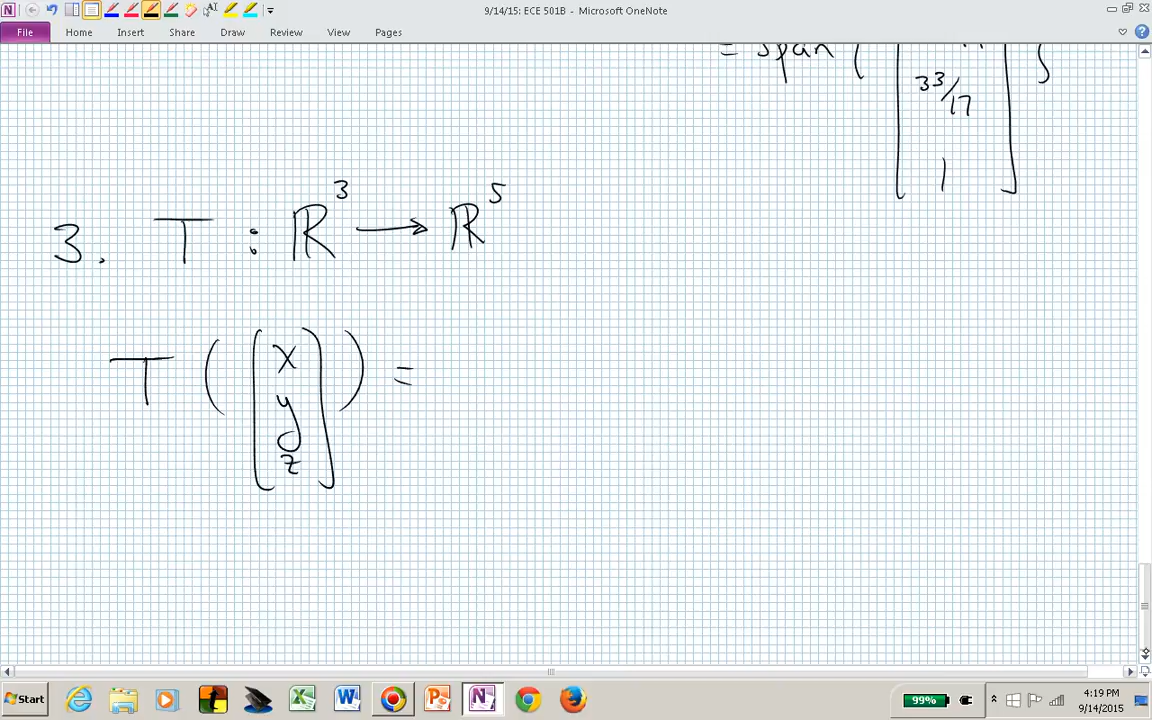 9/14/15: ECE 501B - Microsoft OneNote
File Home Insert Share Draw Review View Pages
= span {
33/17
1
3. T : ℝ³ → ℝ⁵
T ( [ x
y
z ] ) =
Start
99%
4:19 PM
9/14/2015